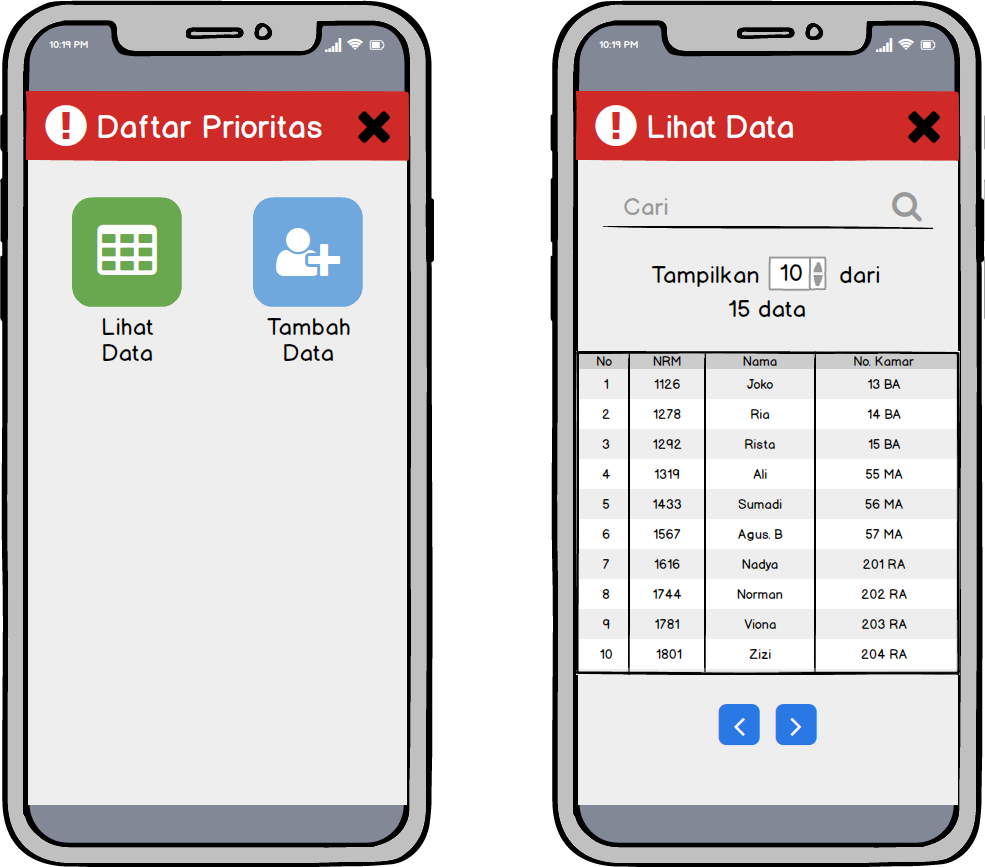 10:19 PM
! Daftar Prioritas
Lihat
Data
Tambah
Data
10:19 PM
! Lihat Data
Cari
Tampilkan 10 dari
15 data
No NRM Nama No. Kamar
1 1126 Joko 13 BA
2 1278 Ria 14 BA
3 1292 Rista 15 BA
4 1319 Ali 55 MA
5 1433 Sumadi 56 MA
6 1567 Agus. B 57 MA
7 1616 Nadya 201 RA
8 1744 Norman 202 RA
9 1781 Viona 203 RA
10 1801 Zizi 204 RA